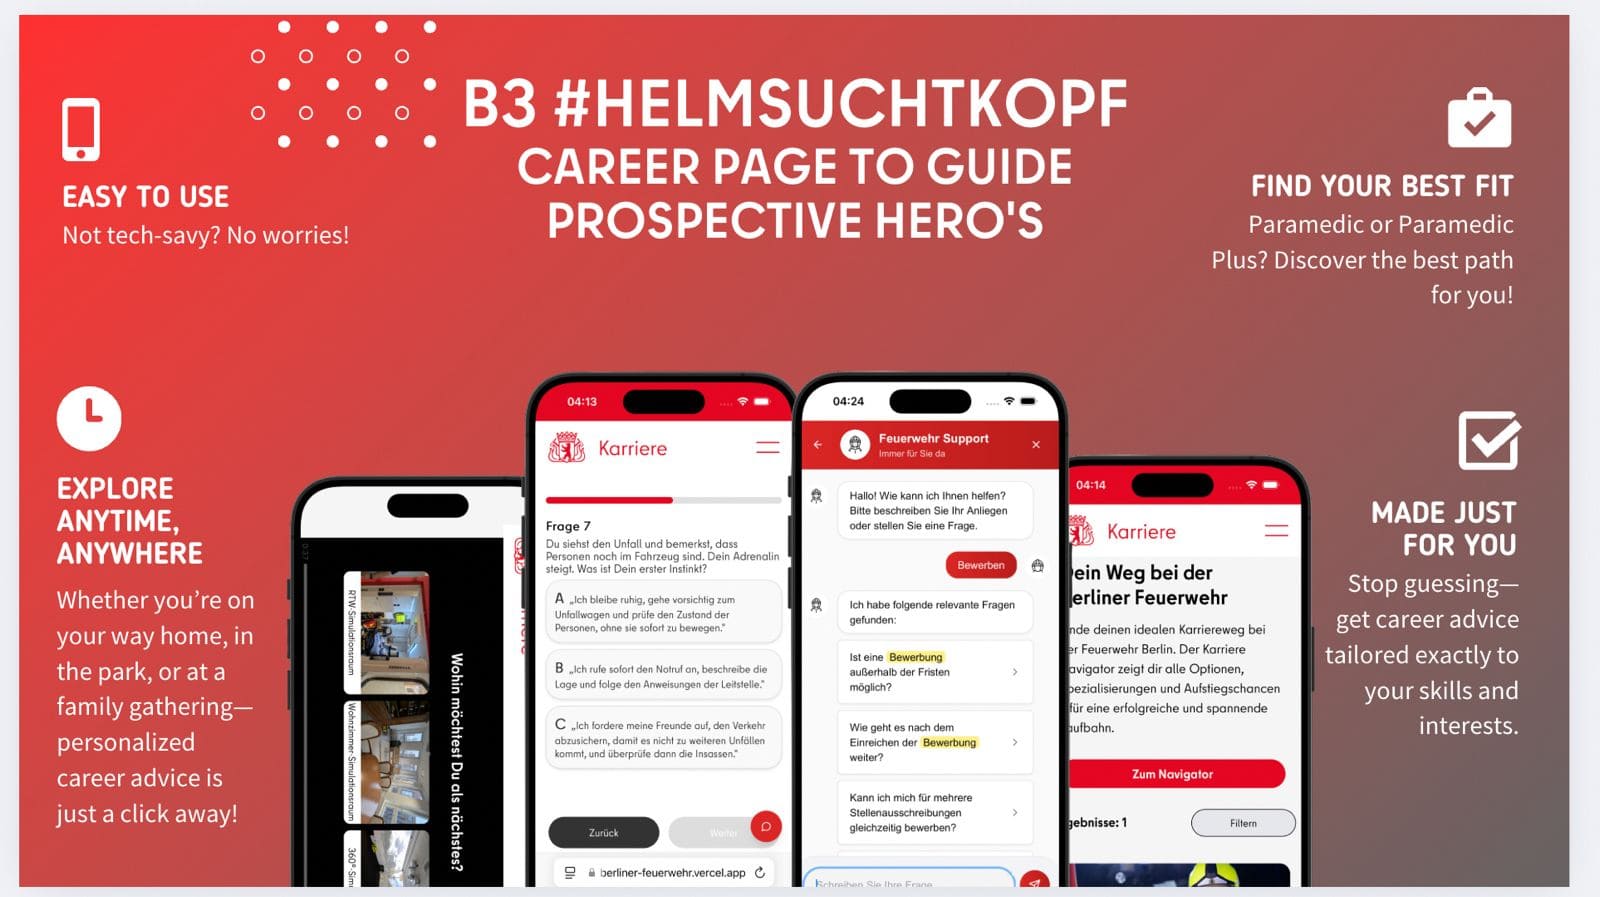 B3 #HELMSUCHTKOPF
CAREER PAGE TO GUIDE
PROSPECTIVE HERO'S
EASY TO USE
Not tech-savy? No worries!
FIND YOUR BEST FIT
Paramedic or Paramedic
Plus? Discover the best path
for you!
EXPLORE
ANYTIME,
ANYWHERE
Whether you’re on
your way home, in
the park, or at a
family gathering—
personalized
career advice is
just a click away!
MADE JUST
FOR YOU
Stop guessing—
get career advice
tailored exactly to
your skills and
interests.
0:37
Wohin möchtest Du als nächstes?
RTW-Simulationsraum
Wohnzimmer-Simulationsraum
360°-Sim
04:13
Karriere
Frage 7
Du siehst den Unfall und bemerkst, dass
Personen noch im Fahrzeug sind. Dein Adrenalin
steigt. Was ist Dein erster Instinkt?
A „Ich bleibe ruhig, gehe vorsichtig zum
Unfallwagen und prüfe den Zustand der
Personen, ohne sie sofort zu bewegen."
B „Ich rufe sofort den Notruf an, beschreibe die
Lage und folge den Anweisungen der Leitstelle."
C „Ich fordere meine Freunde auf, den Verkehr
abzusichern, damit es nicht zu weiteren Unfällen
kommt, und überprüfe dann die Insassen."
Zurück
Weiter
berliner-feuerwehr.vercel.app
04:24
Feuerwehr Support
Immer für Sie da
Hallo! Wie kann ich Ihnen helfen?
Bitte beschreiben Sie Ihr Anliegen
oder stellen Sie eine Frage.
Bewerben
Ich habe folgende relevante Fragen
gefunden:
Ist eine Bewerbung
außerhalb der Fristen
möglich?
Wie geht es nach dem
Einreichen der Bewerbung
weiter?
Kann ich mich für mehrere
Stellenausschreibungen
gleichzeitig bewerben?
Schreiben Sie Ihre Frage
04:14
Karriere
Dein Weg bei der
erliner Feuerwehr
nde deinen idealen Karriereweg bei
er Feuerwehr Berlin. Der Karriere
avigator zeigt dir alle Optionen,
pezialisierungen und Aufstiegschancen
für eine erfolgreiche und spannende
aufbahn.
Zum Navigator
gebnisse: 1
Filtern